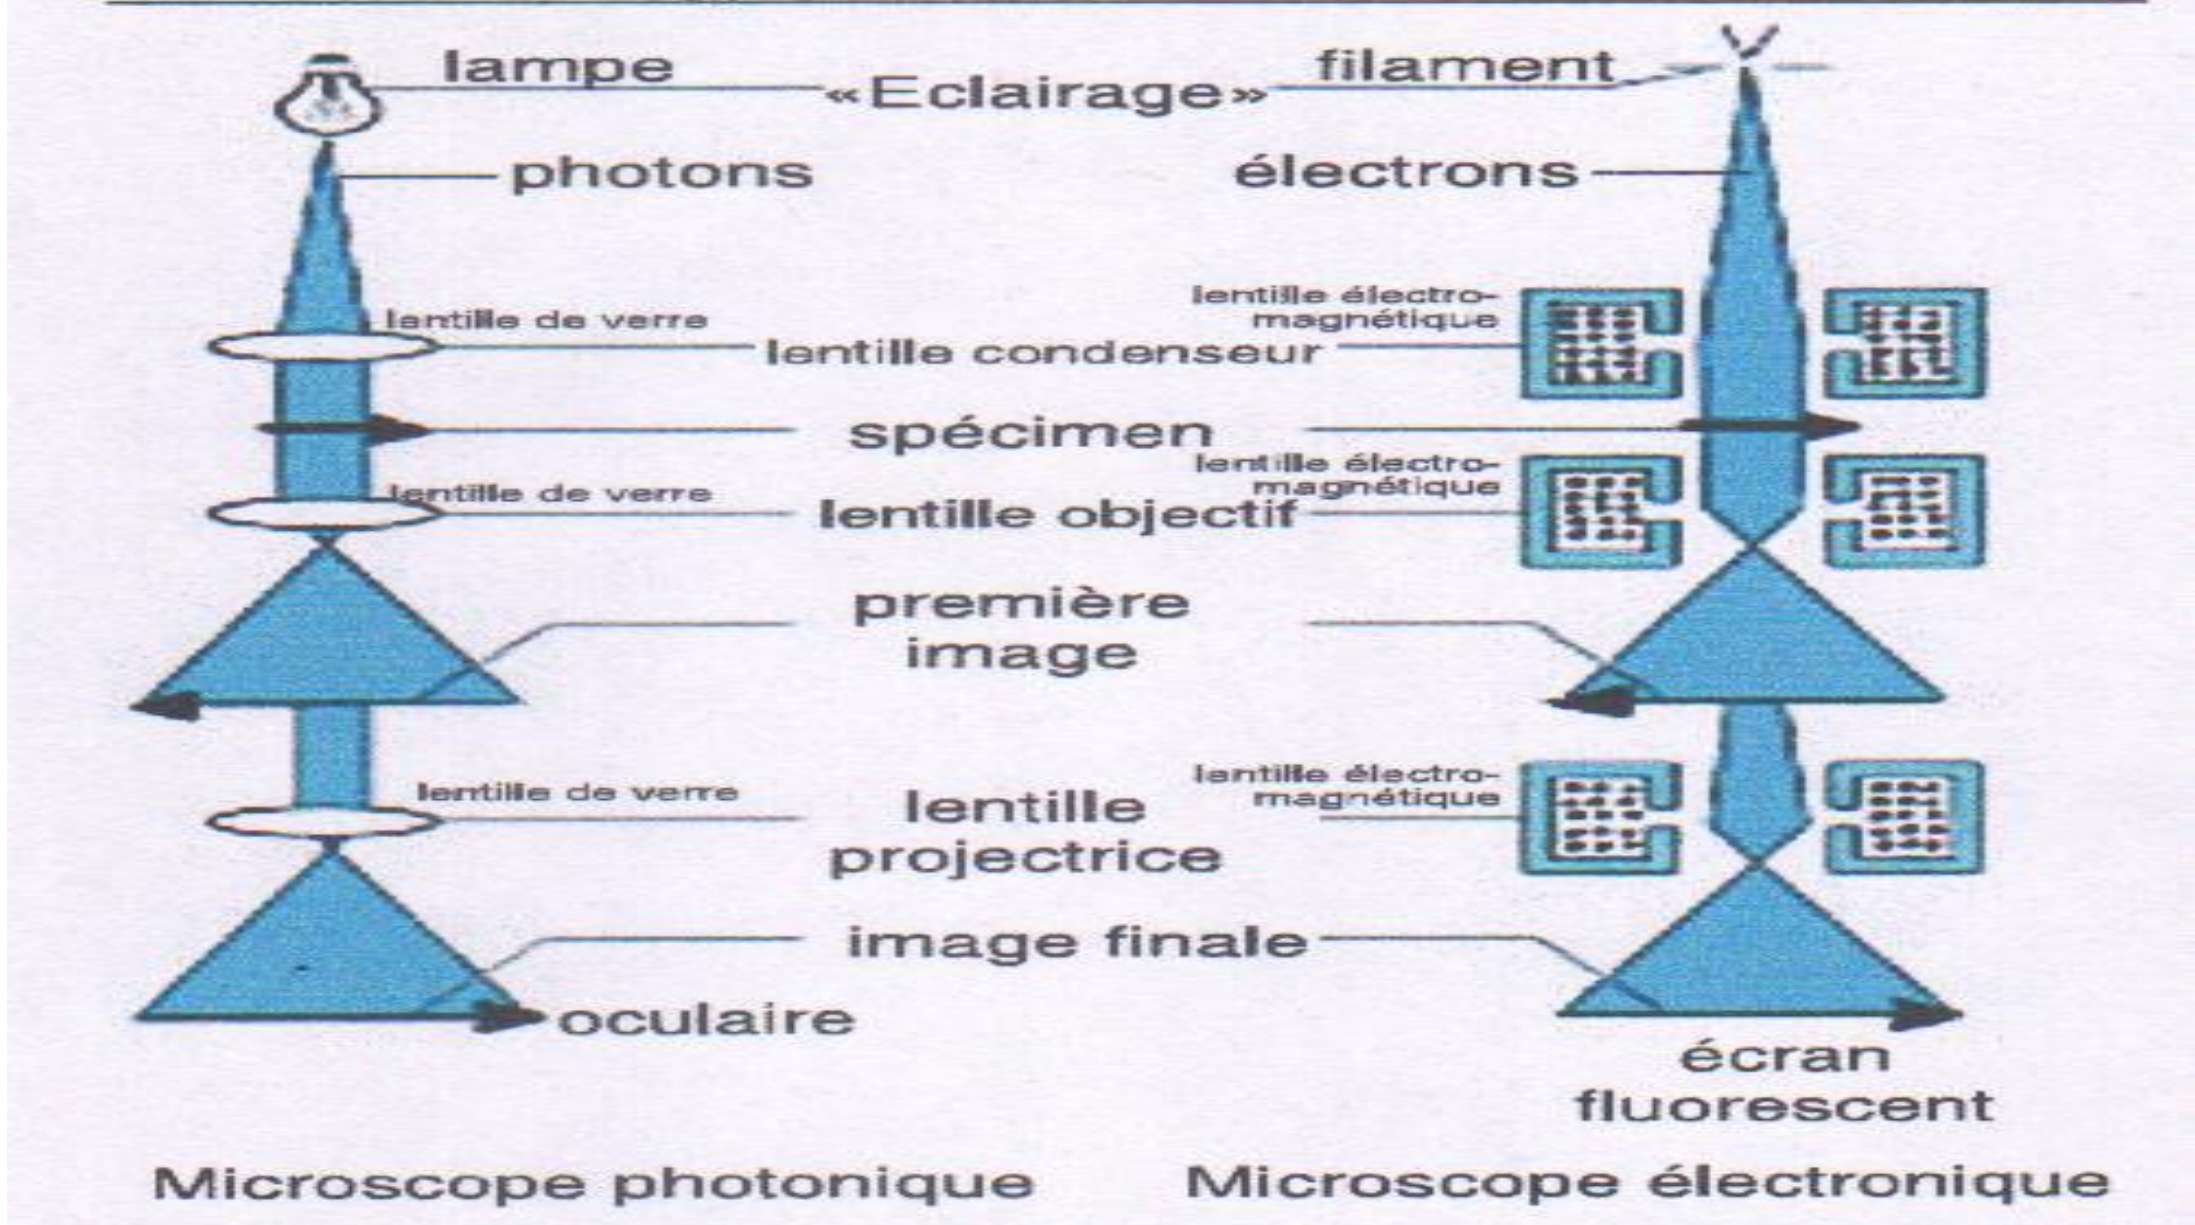 lampe
«Eclairage»
filament
photons
électrons
lentille électro-
magnétique
lentille de verre
lentille condenseur
spécimen
lentille électro-
magnétique
lentille de verre
lentille objectif
première
image
lentille électro-
magnétique
lentille de verre
lentille
projectrice
image finale
oculaire
écran
fluorescent
Microscope photonique
Microscope électronique